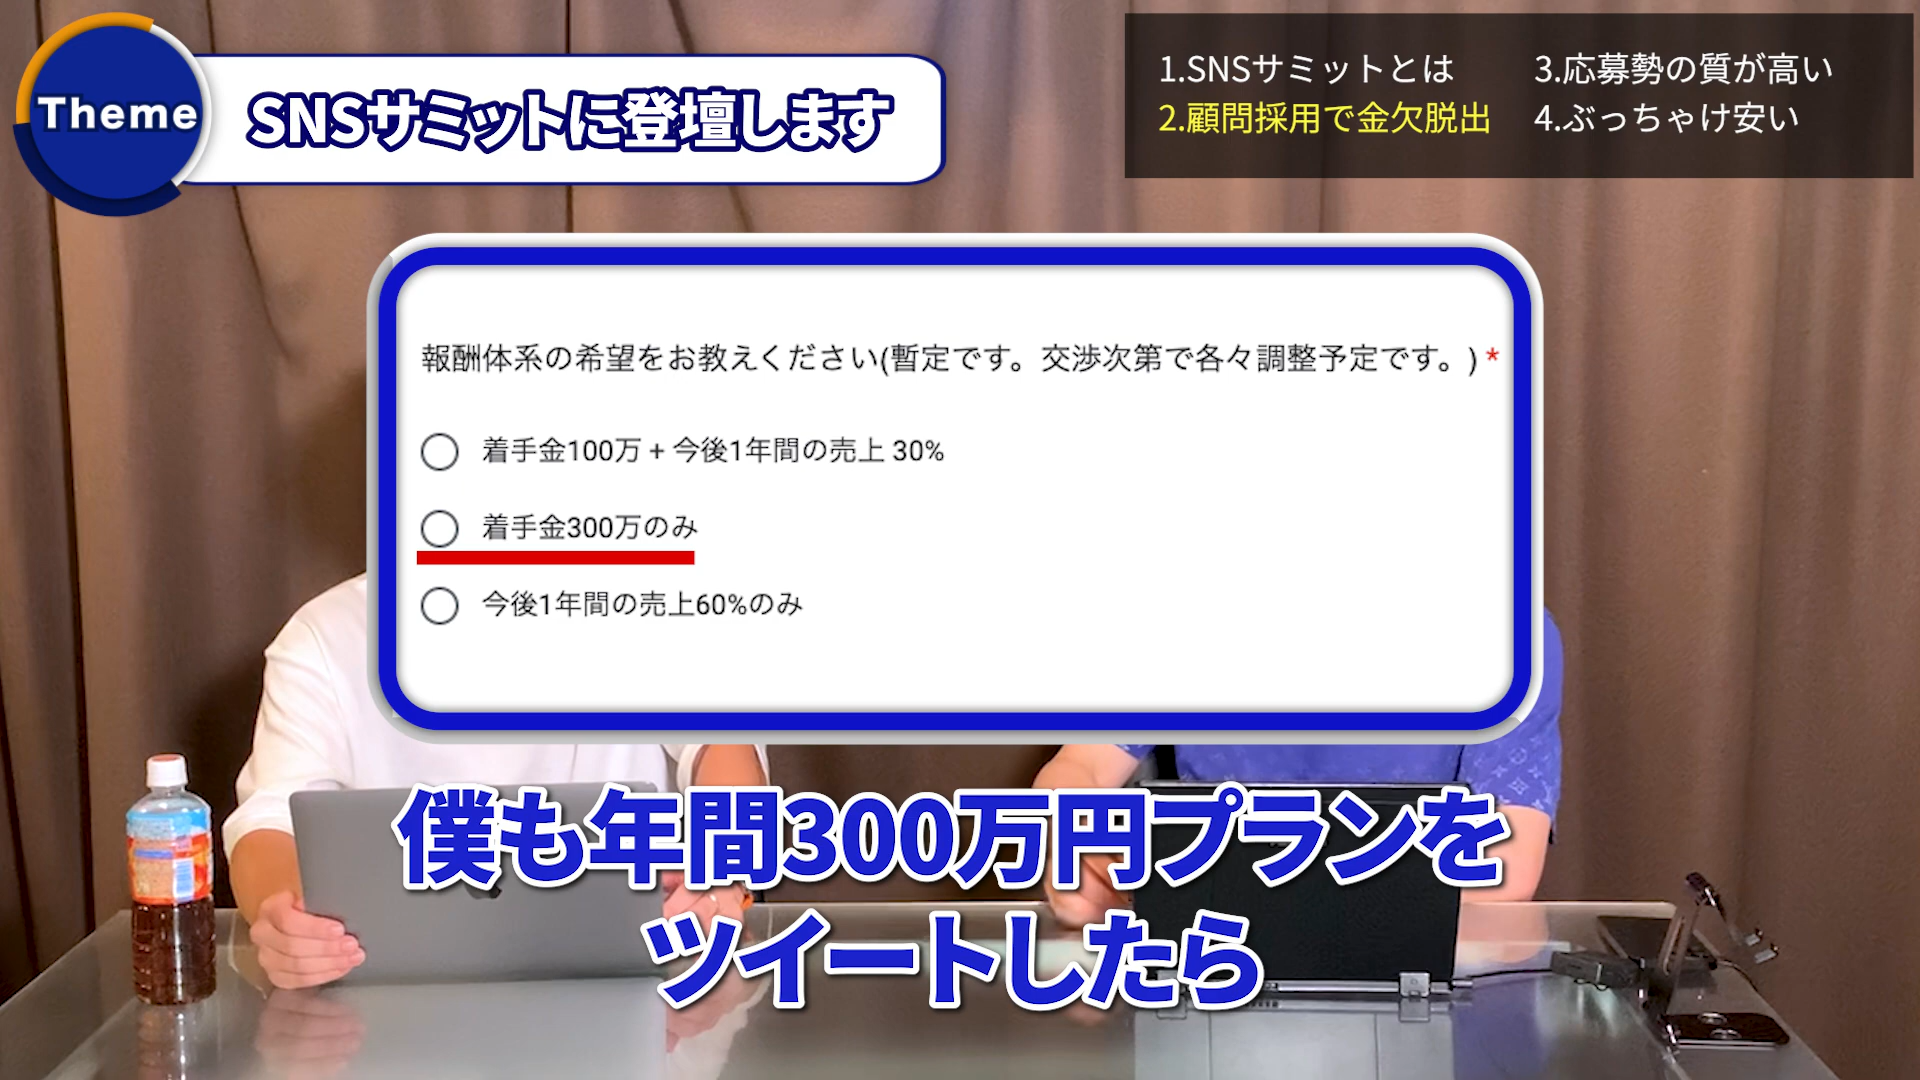 Theme
SNSサミットに登壇します
1.SNSサミットとは
2.顧問採用で金欠脱出
3.応募勢の質が高い
4.ぶっちゃけ安い
報酬体系の希望をお教えください(暫定です。交渉次第で各々調整予定です。) *
着手金100万 + 今後1年間の売上 30%
着手金300万のみ
今後1年間の売上60%のみ
僕も年間300万円プランを
ツイートしたら